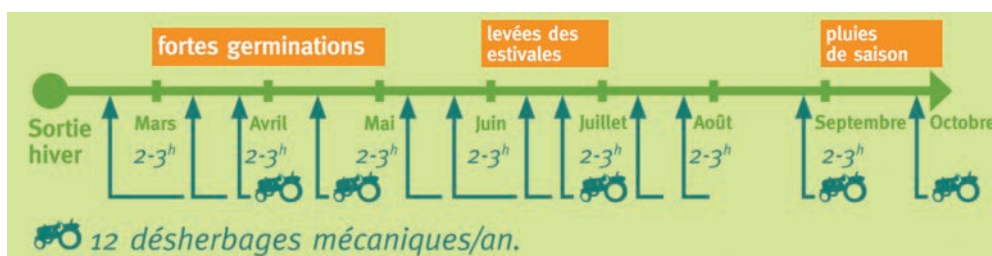 fortes germinations
levées des
estivales
pluies
de saison
Sortie
hiver
Mars
Avril
Mai
Juin
Juillet
Août
Septembre
Octobre
2-3h
2-3h
2-3h
2-3h
2-3h
2-3h
2-3h
12 désherbages mécaniques/an.